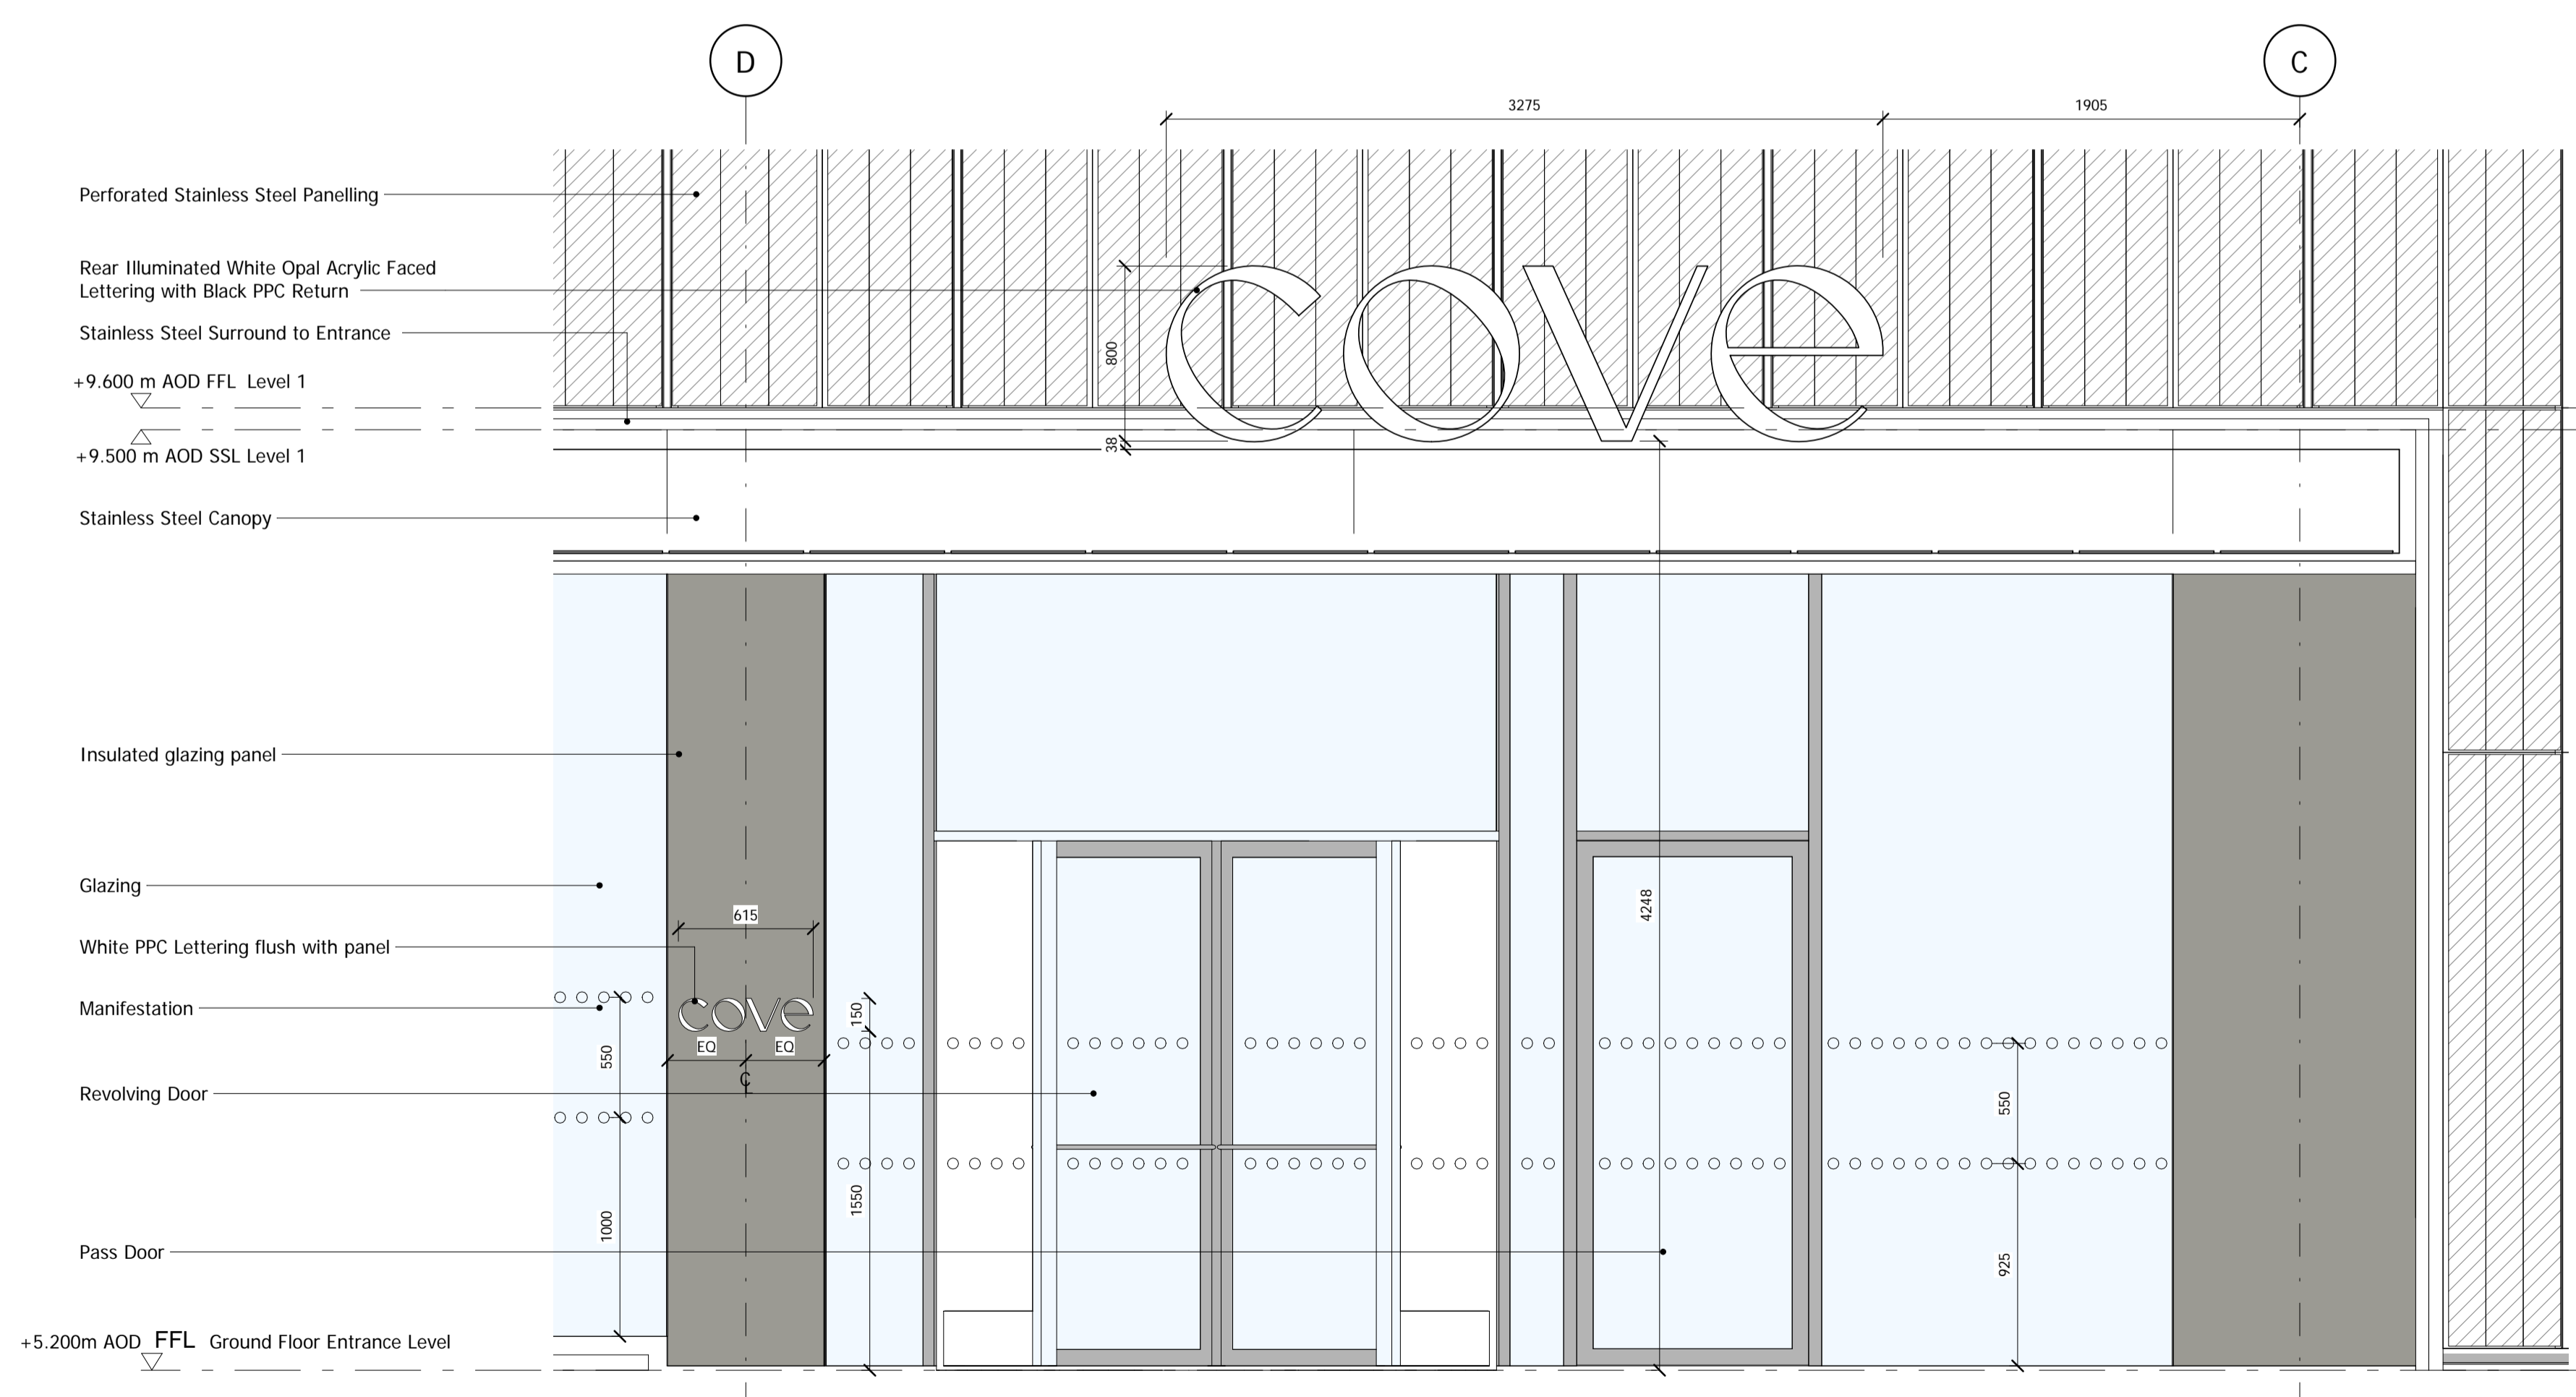 D
C
3275
1905
Perforated Stainless Steel Panelling
Rear Illuminated White Opal Acrylic Faced
Lettering with Black PPC Return
cove
800
Stainless Steel Surround to Entrance
+9.600 m AOD FFL Level 1
38
+9.500 m AOD SSL Level 1
Stainless Steel Canopy
Insulated glazing panel
Glazing
4248
615
White PPC Lettering flush with panel
Manifestation
cove
150
EQ
EQ
℄
550
550
Revolving Door
1550
1000
Pass Door
925
+5.200m AOD FFL Ground Floor Entrance Level